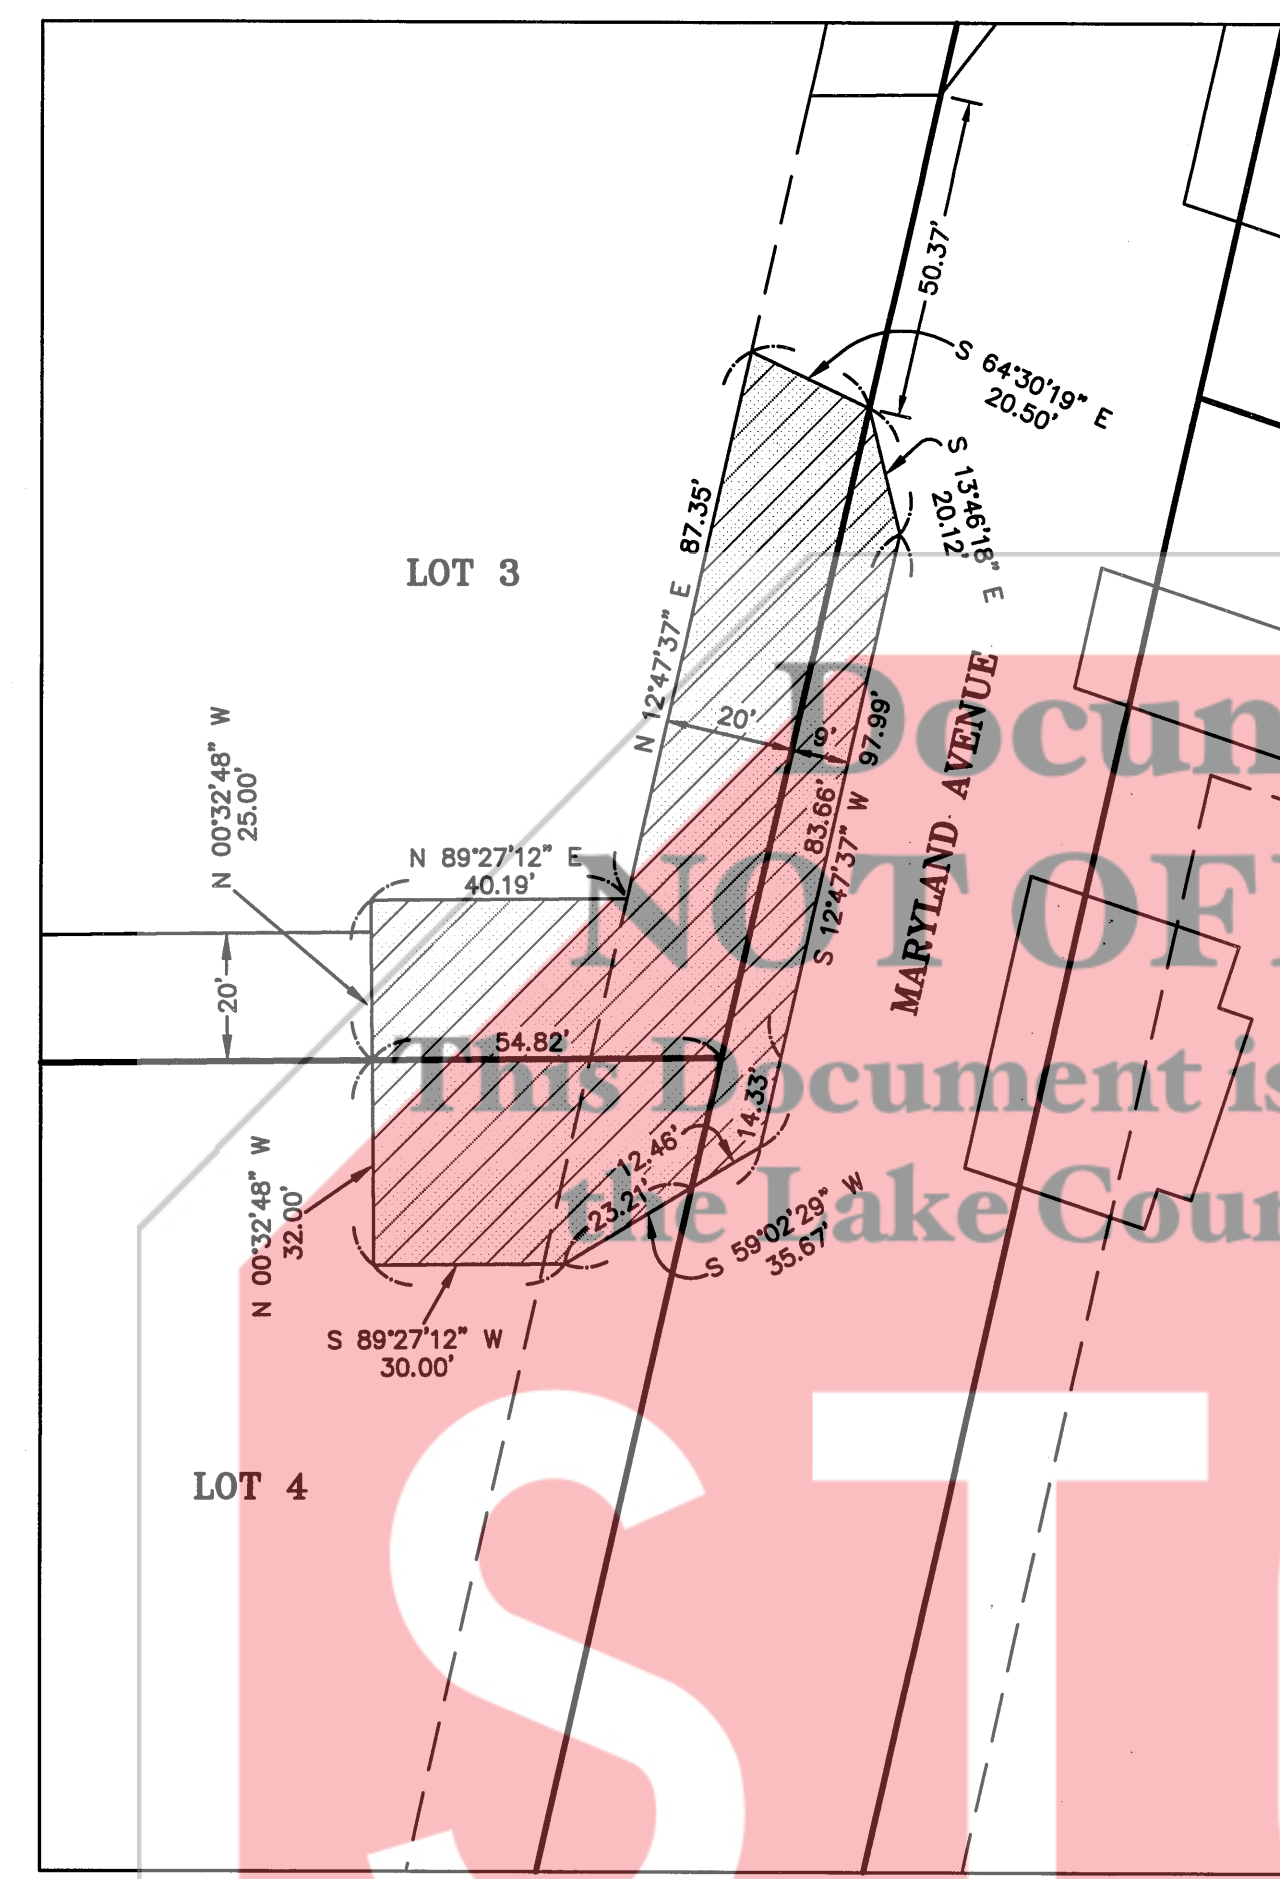 50.37'
S 64°30'19" E
20.50'
S 13°46'18" E
20.12'
87.35'
N 12°47'37" E
LOT 3
20'
97.99'
83.66'
S 12°47'37" W
MARYLAND AVENUE
N 00°32'48" W
25.00'
N 89°27'12" E
40.19'
20'
54.82'
14.33'
12.46'
23.21'
S 59°02'29" W
35.67'
N 00°32'48" W
32.00'
S 89°27'12" W
30.00'
LOT 4
Docum
NOT OF
This Document is
the Lake Cour
ST